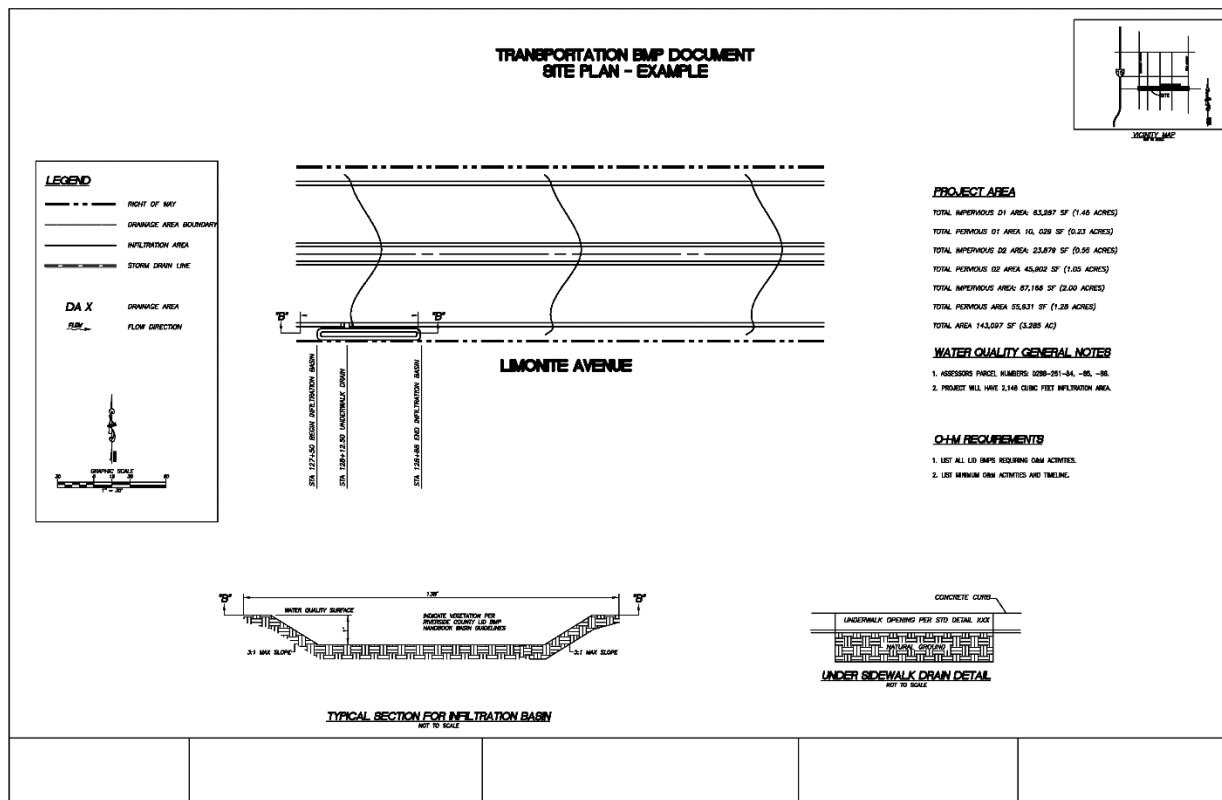 TRANSPORTATION BMP DOCUMENT
SITE PLAN - EXAMPLE
SITE
VICINITY MAP
LEGEND
RIGHT OF WAY
DRAINAGE AREA BOUNDARY
INFILTRATION AREA
STORM DRAIN LINE
DA X
DRAINAGE AREA
FLOW
FLOW DIRECTION
GRAPHIC SCALE
"B"
"B"
LIMONITE AVENUE
STA 127+50 BEGIN INFILTRATION BASIN
STA 128+12.50 UNDERWALK DRAIN
STA 128+88 END INFILTRATION BASIN
PROJECT AREA
TOTAL IMPERVIOUS D1 AREA: 63,287 SF (1.45 ACRES)
TOTAL PERVIOUS D1 AREA 10, 029 SF (0.23 ACRES)
TOTAL IMPERVIOUS D2 AREA: 23,879 SF (0.55 ACRES)
TOTAL PERVIOUS D2 AREA 45,902 SF (1.05 ACRES)
TOTAL IMPERVIOUS AREA: 87,166 SF (2.00 ACRES)
TOTAL PERVIOUS AREA 55,931 SF (1.28 ACRES)
TOTAL AREA 143,097 SF (3.285 AC)
WATER QUALITY GENERAL NOTES
1. ASSESSORS PARCEL NUMBERS:
2. PROJECT WILL HAVE 2,148 CUBIC FEET INFILTRATION AREA.
O+M REQUIREMENTS
1. LIST ALL LID BMPS REQUIRING O&M ACTIVITIES.
2. LIST MINIMUM O&M ACTIVITIES AND TIMELINE.
"B"
138'
"B"
WATER QUALITY SURFACE
INDICATE VEGETATION PER
RIVERSIDE COUNTY LID BMP
HANDBOOK BASIN GUIDELINES
1'
3:1 MAX SLOPE
3:1 MAX SLOPE
TYPICAL SECTION FOR INFILTRATION BASIN
NOT TO SCALE
CONCRETE CURB
UNDERWALK OPENING PER STD DETAIL XXX
NATURAL GROUND
UNDER SIDEWALK DRAIN DETAIL
NOT TO SCALE